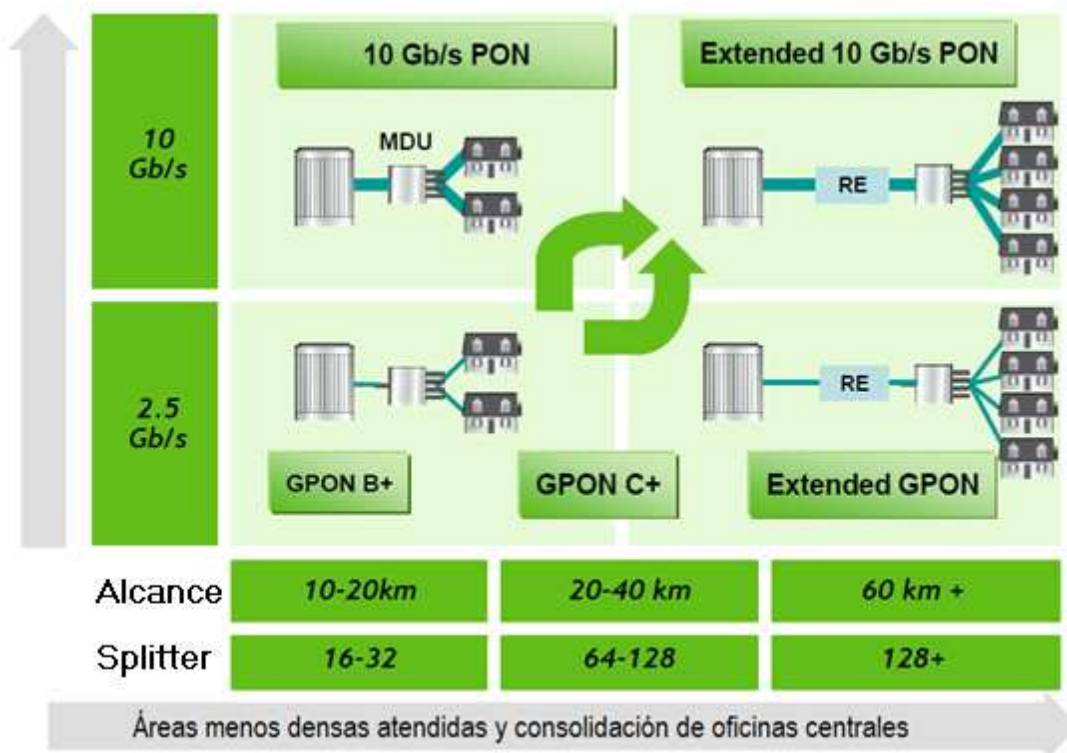 10 Gb/s PON
Extended 10 Gb/s PON
10
Gb/s
MDU
RE
2.5
Gb/s
RE
GPON B+
GPON C+
Extended GPON
Alcance
10-20km
20-40 km
60 km +
Splitter
16-32
64-128
128+
Áreas menos densas atendidas y consolidación de oficinas centrales